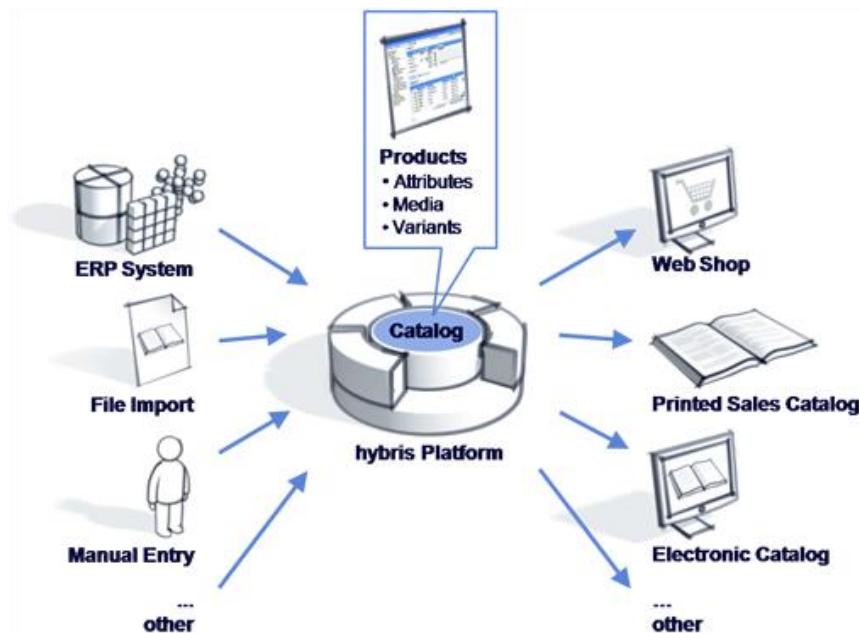 Products
• Attributes
• Media
• Variants
ERP System
Web Shop
Catalog
File Import
Printed Sales Catalog
hybris Platform
Manual Entry
Electronic Catalog
...
other
...
other